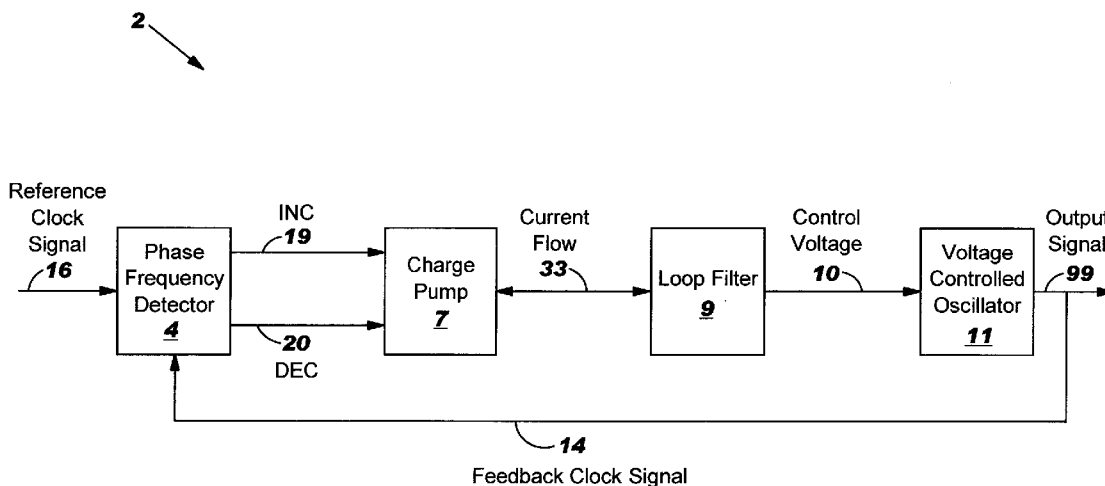 2
Reference
Clock
Signal
16
Phase
Frequency
Detector
4
INC
19
20
DEC
Charge
Pump
7
Current
Flow
33
Loop Filter
9
Control
Voltage
10
Voltage
Controlled
Oscillator
11
Output
Signal
99
14
Feedback Clock Signal